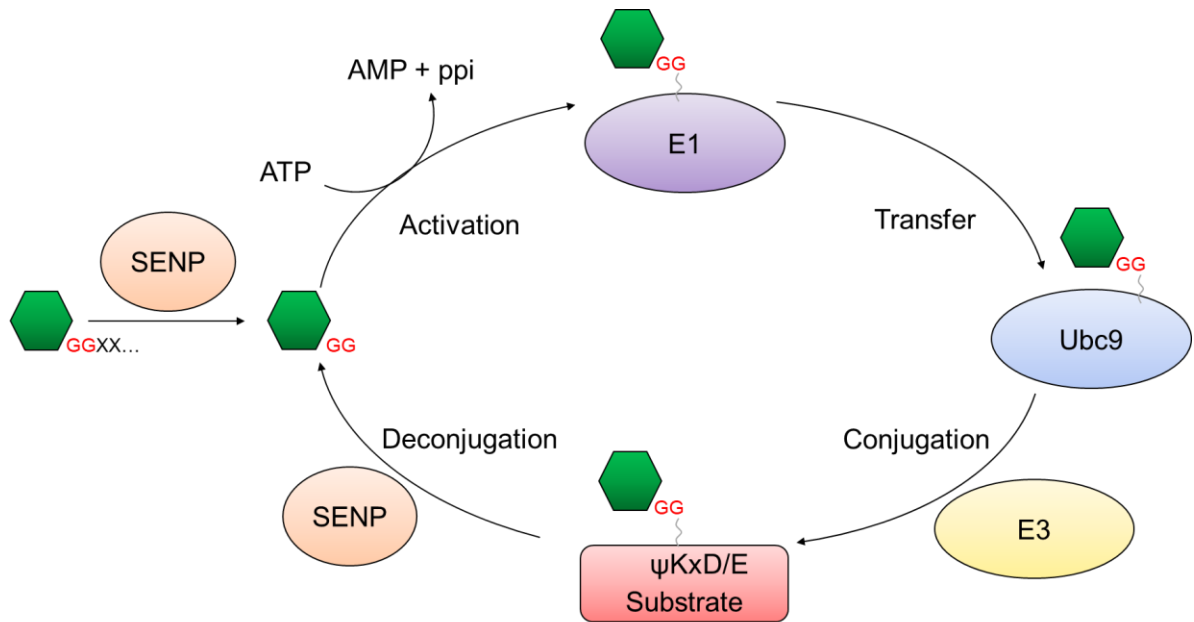 GG
AMP + ppi
E1
ATP
Activation
Transfer
SENP
GG
Ubc9
GGXX...
GG
Deconjugation
Conjugation
GG
SENP
E3
ψKxD/E
Substrate